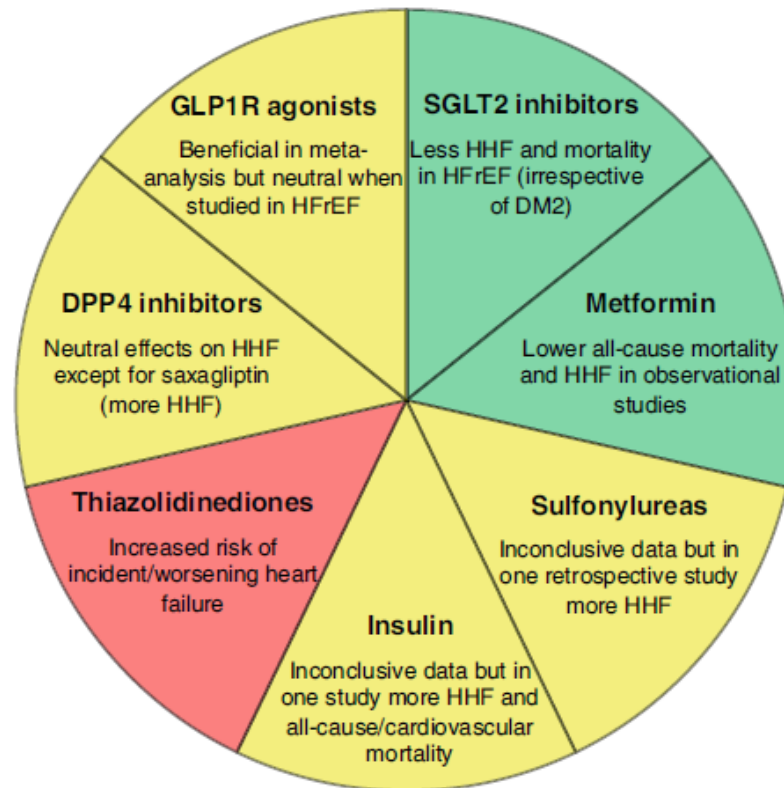 GLP1R agonists
Beneficial in meta-
analysis but neutral when
studied in HFrEF
SGLT2 inhibitors
Less HHF and mortality
in HFrEF (irrespective
of DM2)
DPP4 inhibitors
Neutral effects on HHF
except for saxagliptin
(more HHF)
Metformin
Lower all-cause mortality
and HHF in observational
studies
Thiazolidinediones
Increased risk of
incident/worsening heart
failure
Sulfonylureas
Inconclusive data but in
one retrospective study
more HHF
Insulin
Inconclusive data but in
one study more HHF and
all-cause/cardiovascular
mortality